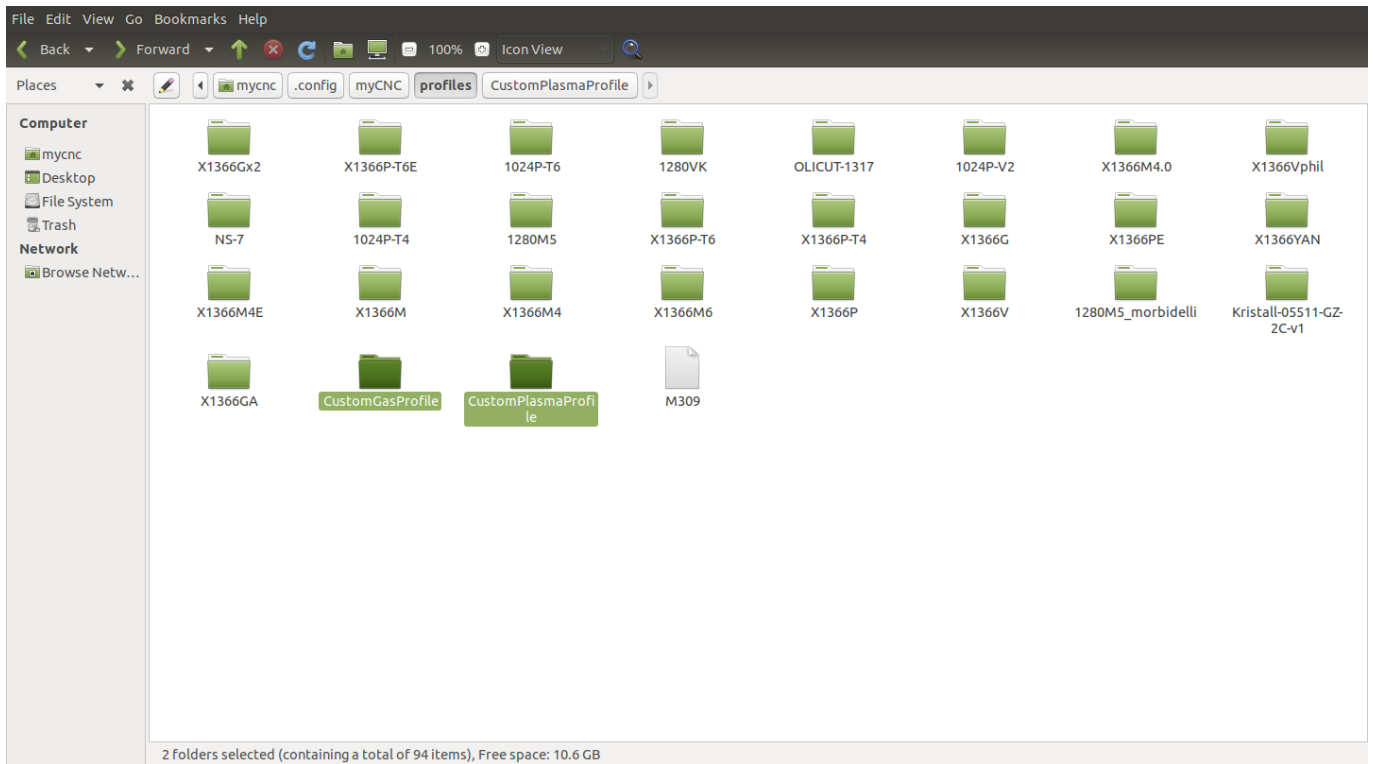 File Edit View Go Bookmarks Help
Back Forward 100% Icon View
Places mycnc .config myCNC profiles CustomPlasmaProfile
Computer
mycnc
Desktop
File System
Trash
Network
Browse Netw...
X1366Gx2 X1366P-T6E 1024P-T6 1280VK OLICUT-1317 1024P-V2 X1366M4.0 X1366Vphil
NS-7 1024P-T4 1280M5 X1366P-T6 X1366P-T4 X1366G X1366PE X1366YAN
X1366M4E X1366M X1366M4 X1366M6 X1366P X1366V 1280M5_morbidelli Kristall-05511-GZ-
2C-v1
X1366GA CustomGasProfile CustomPlasmaProfi M309
le
2 folders selected (containing a total of 94 items), Free space: 10.6 GB